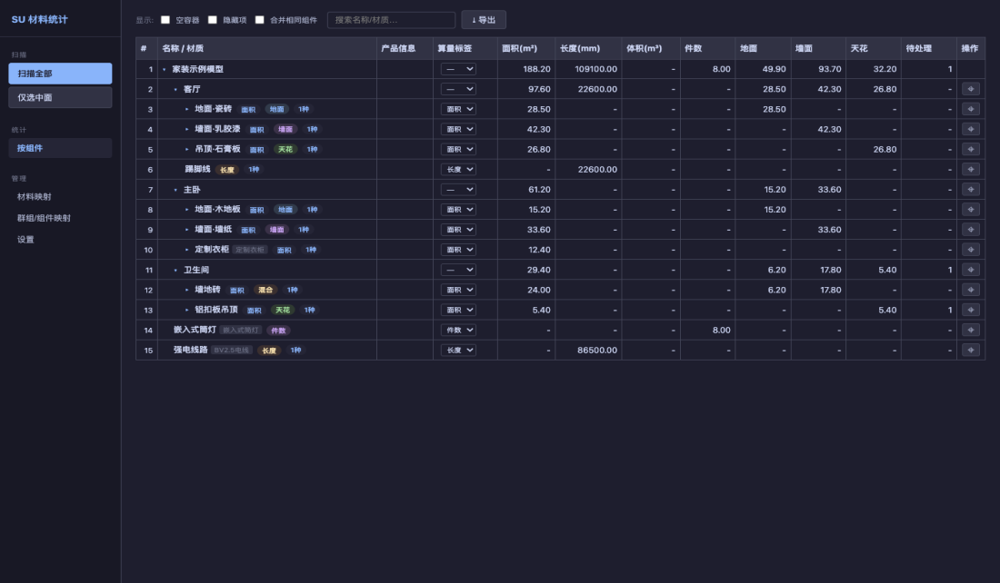 SU 材料统计
扫描
扫描全部
仅选中面
统计
按组件
管理
材料映射
群组/组件映射
设置
显示: 空容器 隐藏项 合并相同组件 搜索名称/材质... ↓ 导出
# 名称 / 材质 产品信息 算量标签 面积(m²) 长度(mm) 体积(m³) 件数 地面 墙面 天花 待处理 操作
1 家装示例模型 — 188.20 109100.00 - 8.00 49.90 93.70 32.20 1
2 客厅 — 97.60 22600.00 - - 28.50 42.30 26.80 -
3 地面-瓷砖 面积 地面 1种 面积 28.50 - - - 28.50 - - -
4 墙面-乳胶漆 面积 墙面 1种 面积 42.30 - - - - 42.30 - -
5 吊顶-石膏板 面积 天花 1种 面积 26.80 - - - - - 26.80 -
6 踢脚线 长度 1种 长度 - 22600.00 - - - - - -
7 主卧 — 61.20 - - - 15.20 33.60 - -
8 地面-木地板 面积 地面 1种 面积 15.20 - - - 15.20 - - -
9 墙面-墙纸 面积 墙面 1种 面积 33.60 - - - - 33.60 - -
10 定制衣柜 定制衣柜 面积 1种 面积 12.40 - - - - - - -
11 卫生间 — 29.40 - - - 6.20 17.80 5.40 1
12 墙地砖 面积 混合 1种 面积 24.00 - - - 6.20 17.80 - -
13 铝扣板吊顶 面积 天花 1种 面积 5.40 - - - - - 5.40 1
14 嵌入式筒灯 嵌入式筒灯 件数 件数 - - - 8.00 - - - -
15 强电线路 BV2.5电线 长度 1种 长度 - 86500.00 - - - - - -